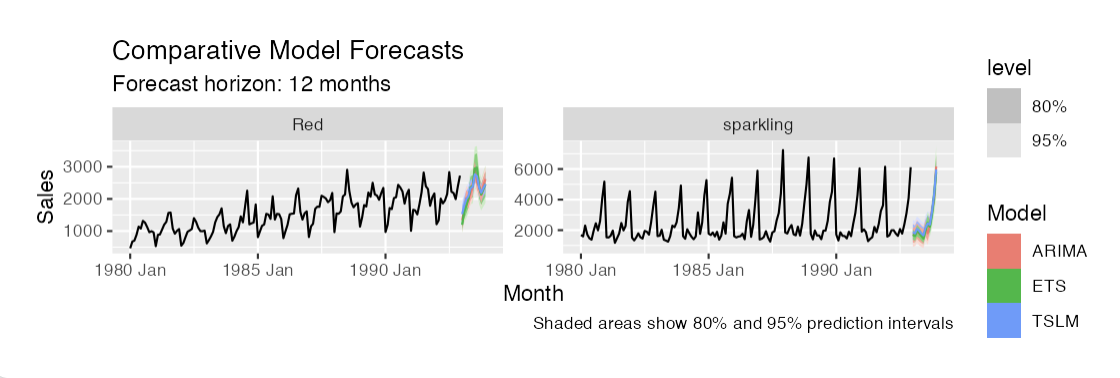 Comparative Model Forecasts
Forecast horizon: 12 months
Red
sparkling
Sales
3000
2000
1000
6000
4000
2000
1980 Jan
1985 Jan
1990 Jan
1980 Jan
1985 Jan
1990 Jan
Month
Shaded areas show 80% and 95% prediction intervals
level
80%
95%
Model
ARIMA
ETS
TSLM